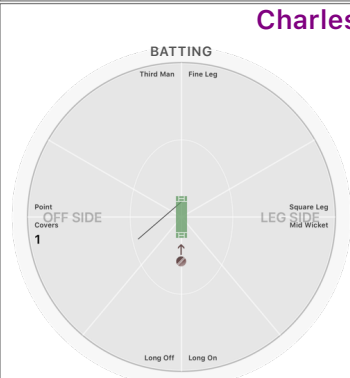 Charles
BATTING
Third Man Fine Leg
Point Square Leg
OFF SIDE LEG SIDE
Covers Mid Wicket
1
Long Off Long On